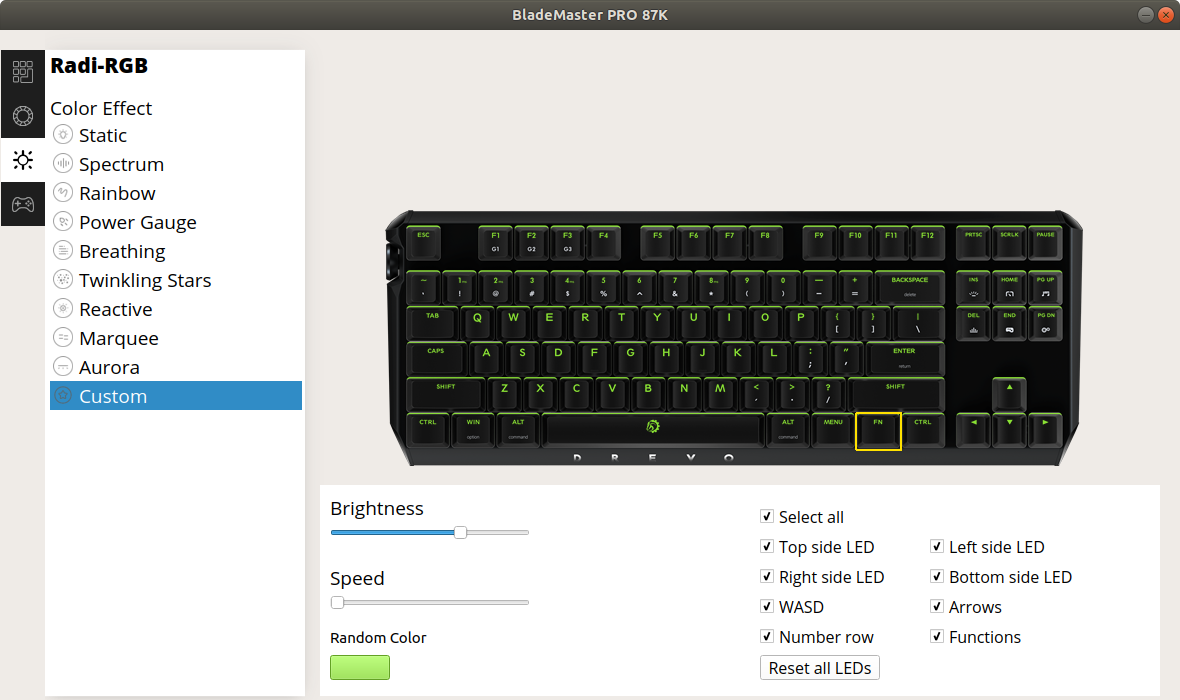 BladeMaster PRO 87K
Radi-RGB
Color Effect
Static
Spectrum
Rainbow
Power Gauge
Breathing
Twinkling Stars
Reactive
Marquee
Aurora
Custom
ESC F1 F2 F3 F4 F5 F6 F7 F8 F9 F10 F11 F12 PRTSC SCRLK PAUSE
G1 G2 G3
~ 1 2 3 4 5 6 7 8 9 0 — + BACKSPACE INS HOME PG UP
! @ # $ % ^ & * ( ) – =
TAB Q W E R T Y U I O P { } | DEL END PG DN
[ ] \
CAPS A S D F G H J K L : " ENTER
; ' return
SHIFT Z X C V B N M < > ? SHIFT
, . /
CTRL WIN ALT ALT MENU FN CTRL
option command command
DREVO
Brightness
Speed
Random Color
Select all
Top side LED Left side LED
Right side LED Bottom side LED
WASD Arrows
Number row Functions
Reset all LEDs